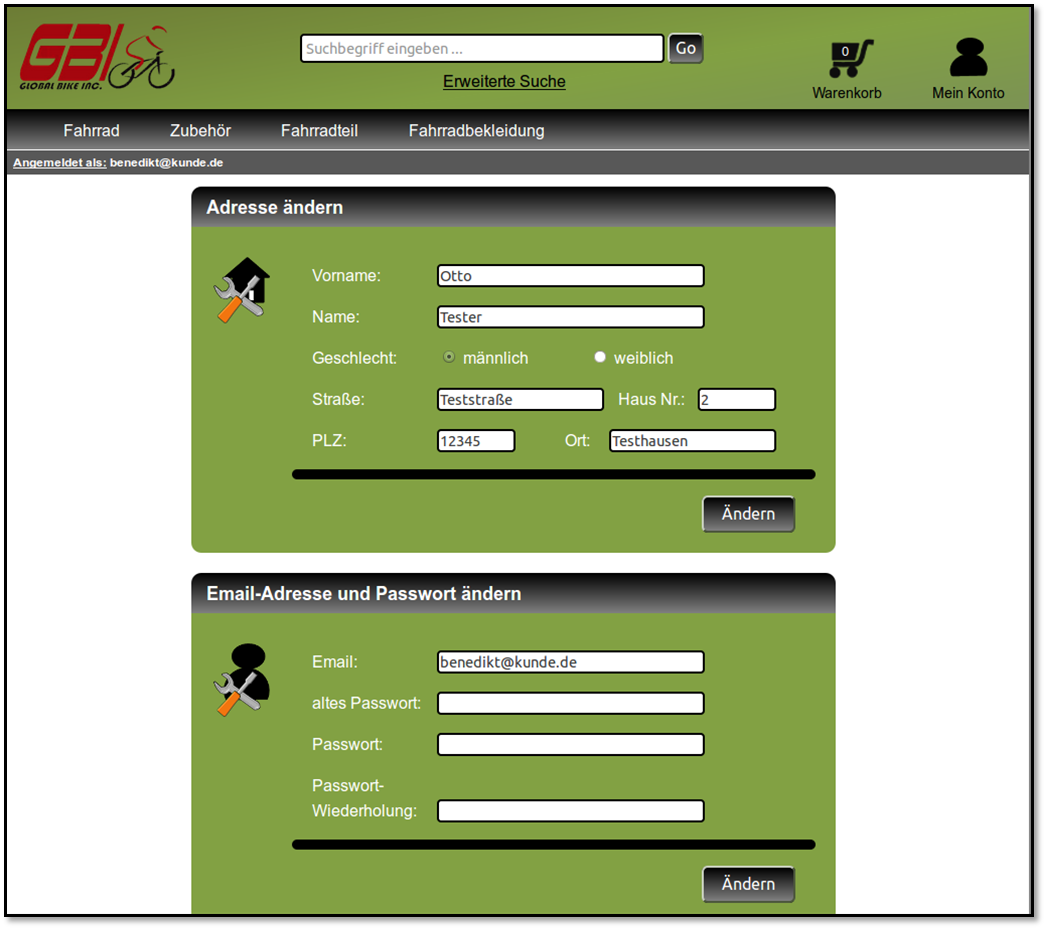 GBI
GLOBAL BIKE INC.
Suchbegriff eingeben ...
Go
Erweiterte Suche
0
Warenkorb
Mein Konto
Fahrrad Zubehör Fahrradteil Fahrradbekleidung
Angemeldet als: benedikt@kunde.de
Adresse ändern
Vorname: Otto
Name: Tester
Geschlecht: männlich weiblich
Straße: Teststraße Haus Nr.: 2
PLZ: 12345 Ort: Testhausen
Ändern
Email-Adresse und Passwort ändern
Email: benedikt@kunde.de
altes Passwort:
Passwort:
Passwort-
Wiederholung:
Ändern